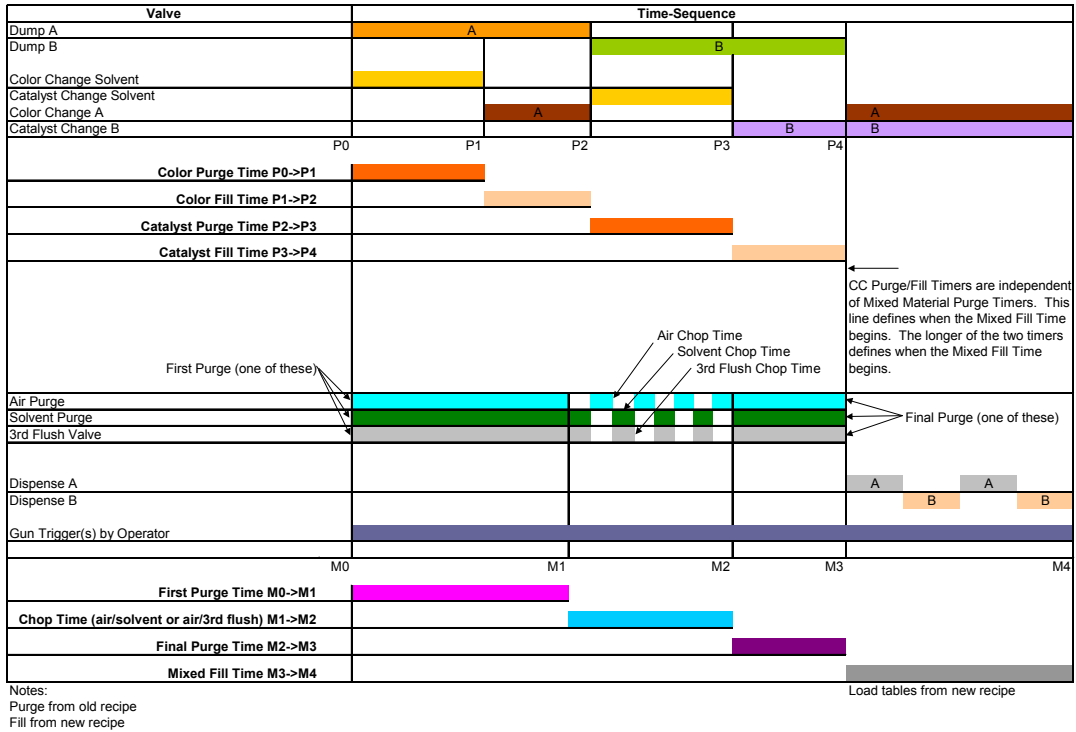 Valve Time-Sequence
Dump A A
Dump B B
Color Change Solvent
Catalyst Change Solvent
Color Change A A A
Catalyst Change B B B
P0 P1 P2 P3 P4
Color Purge Time P0->P1
Color Fill Time P1->P2
Catalyst Purge Time P2->P3
Catalyst Fill Time P3->P4
CC Purge/Fill Timers are independent
of Mixed Material Purge Timers. This
line defines when the Mixed Fill Time
begins. The longer of the two timers
defines when the Mixed Fill Time
begins.
Air Chop Time
Solvent Chop Time
3rd Flush Chop Time
First Purge (one of these)
Air Purge
Solvent Purge
3rd Flush Valve
Final Purge (one of these)
Dispense A A A
Dispense B B B
Gun Trigger(s) by Operator
M0 M1 M2 M3 M4
First Purge Time M0->M1
Chop Time (air/solvent or air/3rd flush) M1->M2
Final Purge Time M2->M3
Mixed Fill Time M3->M4
Notes:
Purge from old recipe
Fill from new recipe
Load tables from new recipe